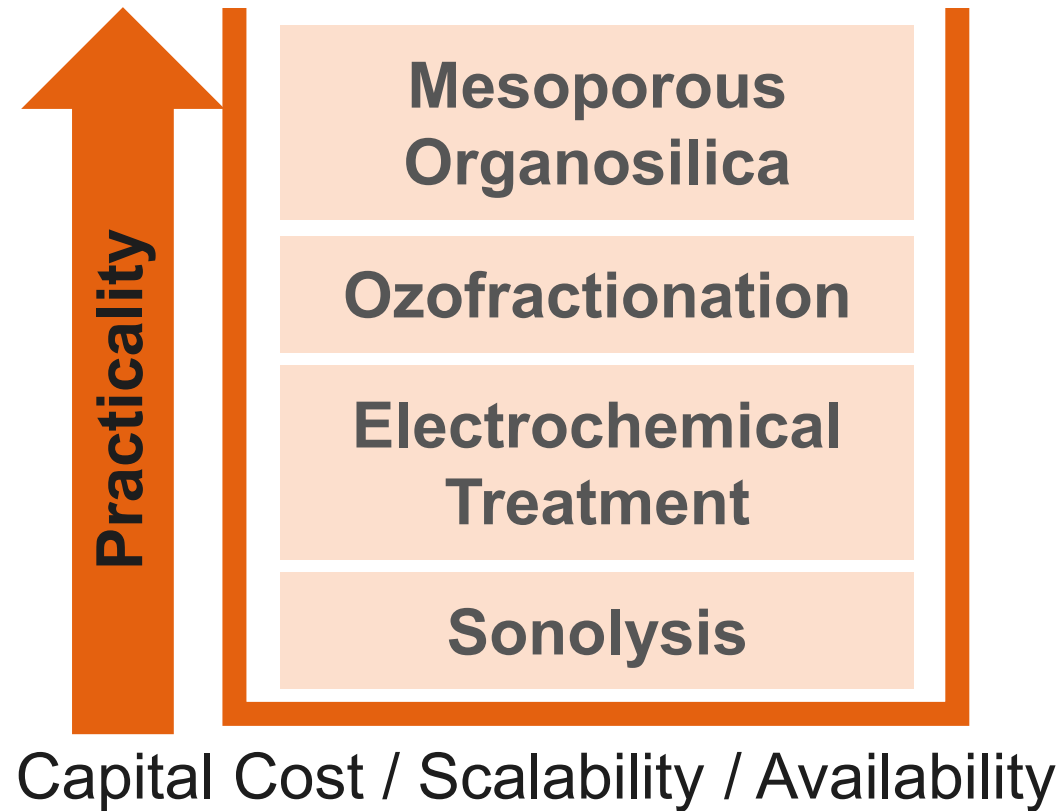 Practicality
Mesoporous
Organosilica
Ozofractionation
Electrochemical
Treatment
Sonolysis
Capital Cost / Scalability / Availability